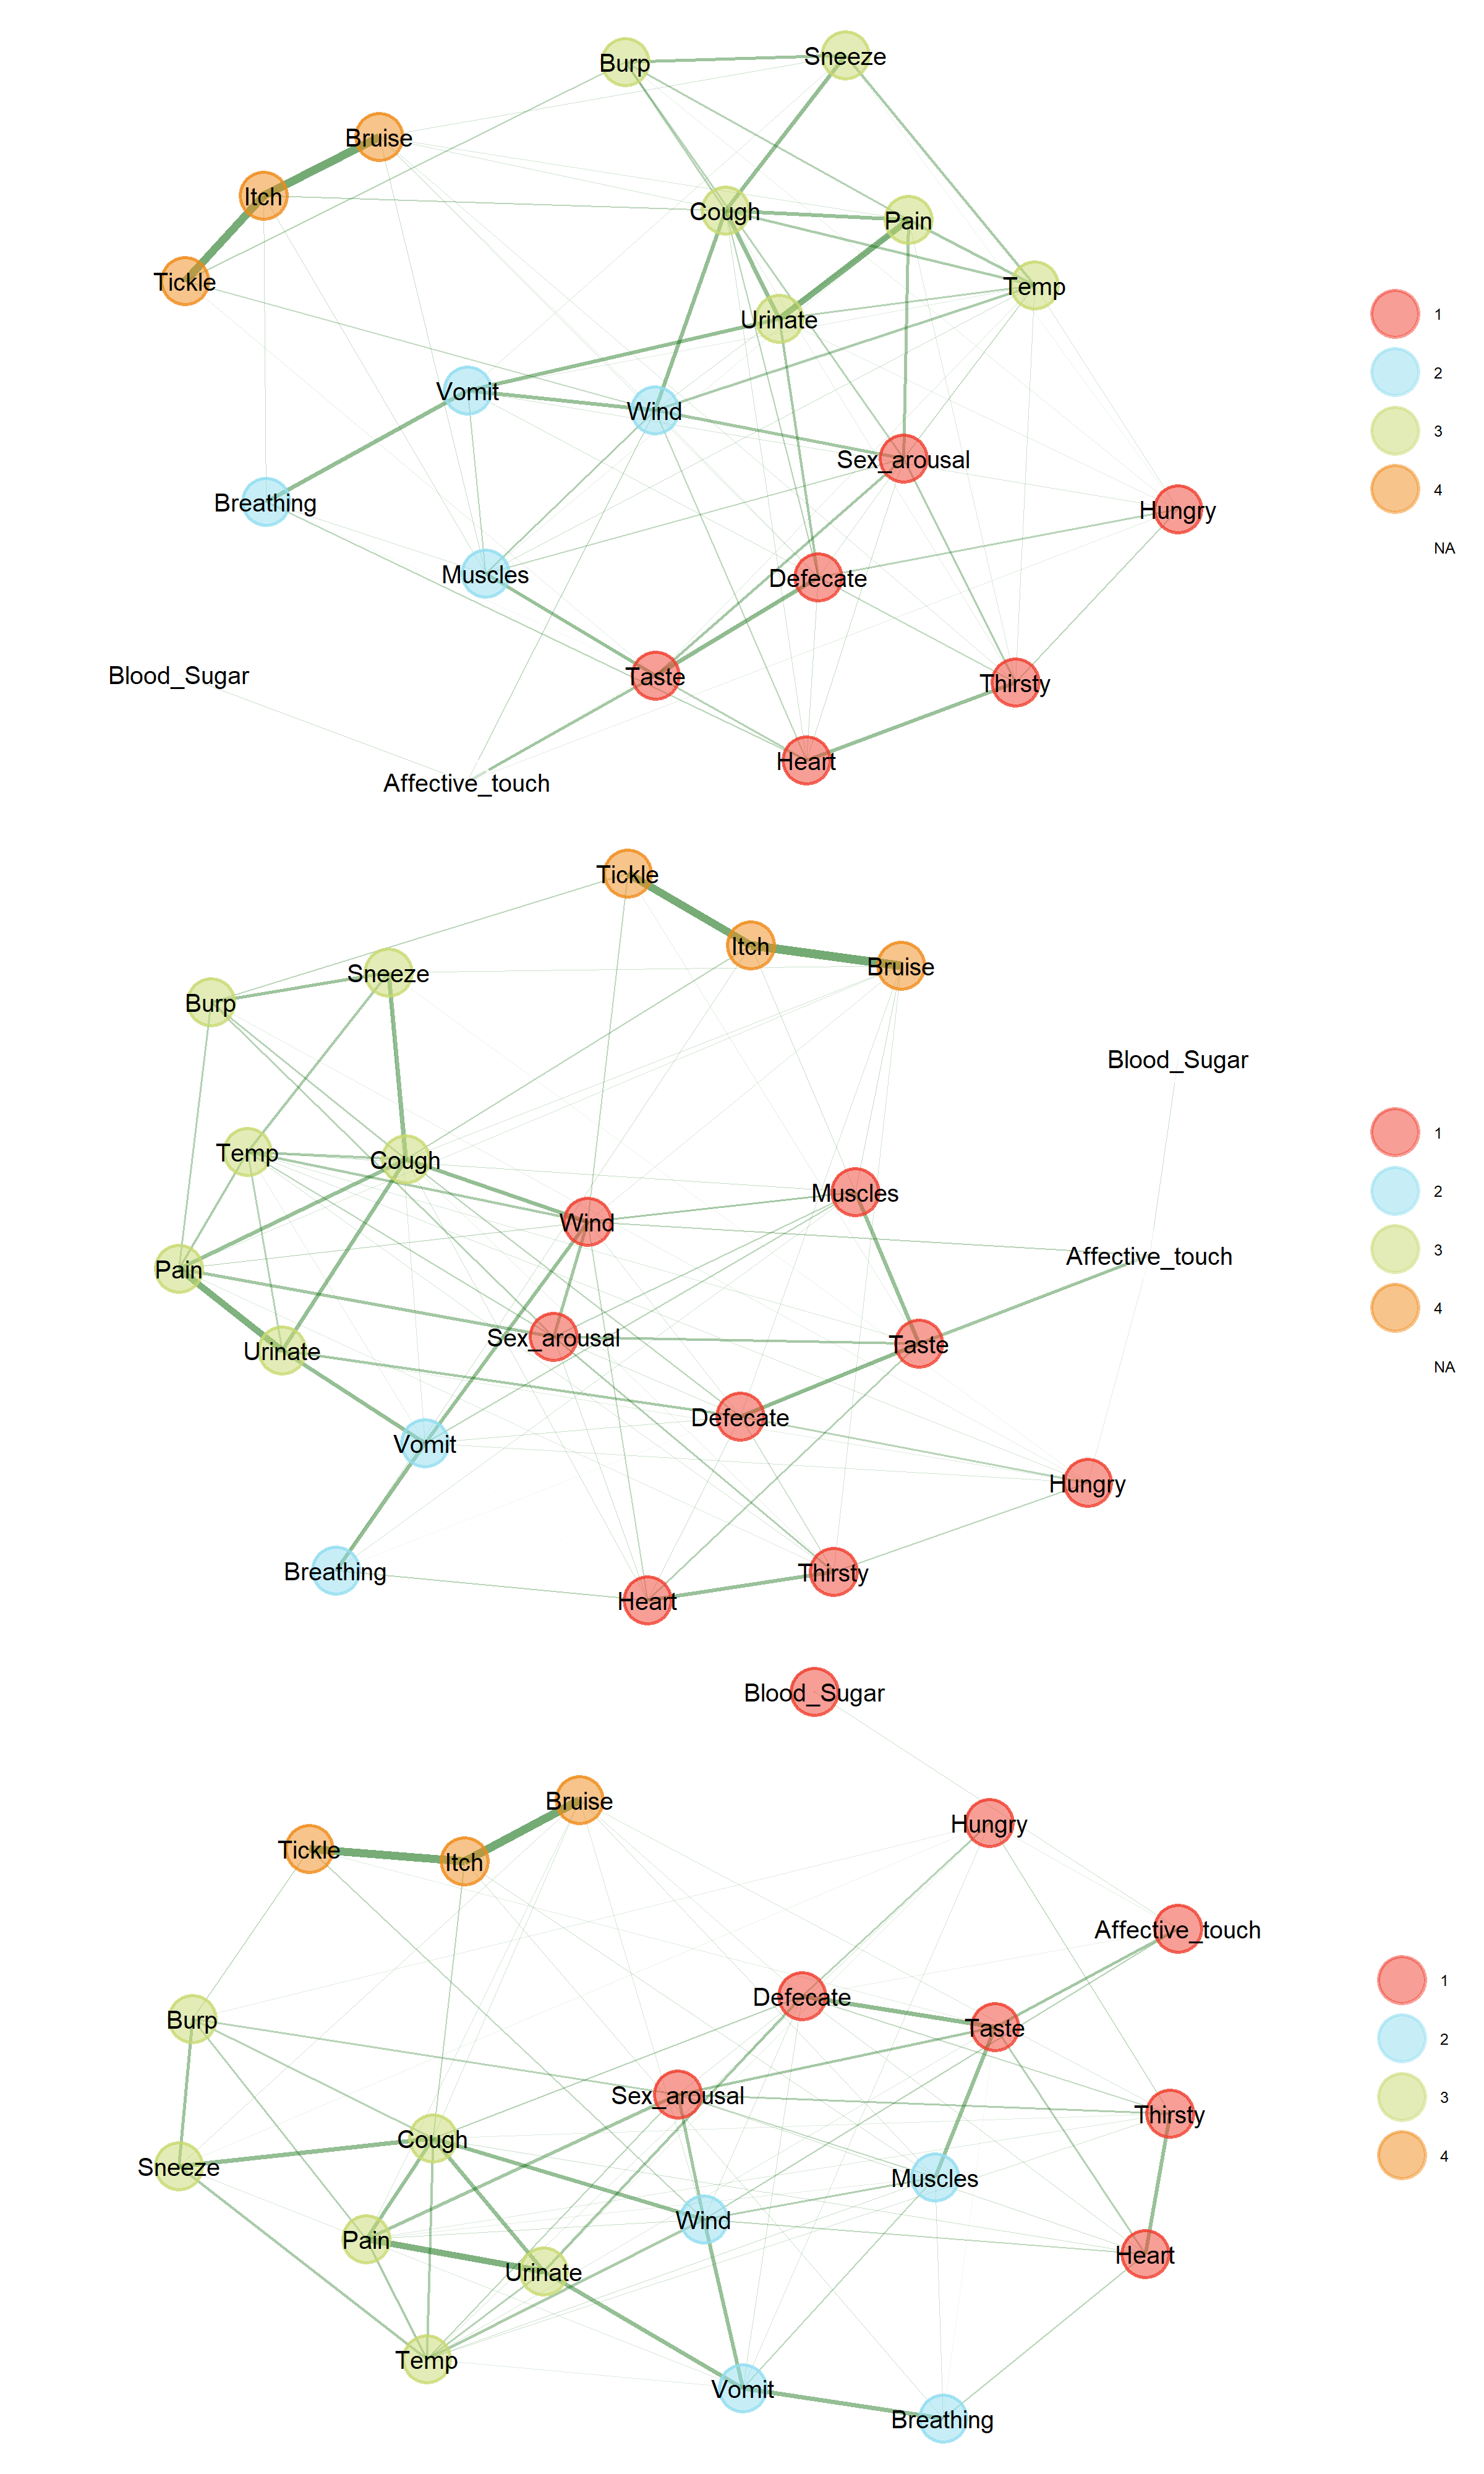 Burp
Sneeze
Bruise
Itch
Cough
Pain
Tickle
Temp
Urinate
1
Vomit
Wind
2
3
Sex_arousal
Breathing
Hungry
4
Muscles
Defecate
NA
Blood_Sugar
Taste
Thirsty
Heart
Affective_touch
Tickle
Itch
Bruise
Sneeze
Burp
Blood_Sugar
Temp
Cough
1
Muscles
Wind
2
Pain
Affective_touch
3
Sex_arousal
Urinate
Taste
4
Defecate
NA
Vomit
Hungry
Breathing
Thirsty
Heart
Blood_Sugar
Bruise
Hungry
Tickle
Itch
Affective_touch
Defecate
1
Burp
Taste
2
Sex_arousal
Thirsty
Cough
3
Sneeze
Muscles
4
Wind
Pain
Heart
Urinate
Temp
Vomit
Breathing